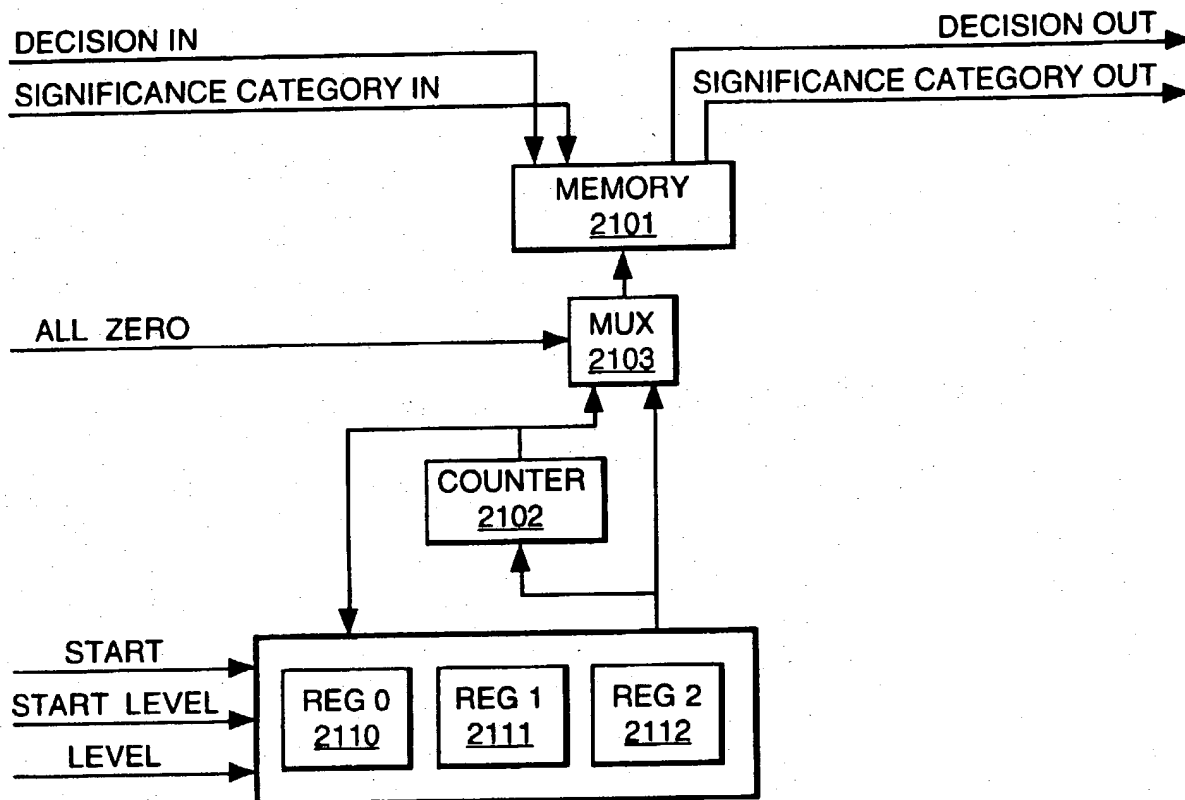 DECISION IN
DECISION OUT
SIGNIFICANCE CATEGORY IN
SIGNIFICANCE CATEGORY OUT
MEMORY
2101
ALL ZERO
MUX
2103
COUNTER
2102
START
START LEVEL
LEVEL
REG 0
2110
REG 1
2111
REG 2
2112